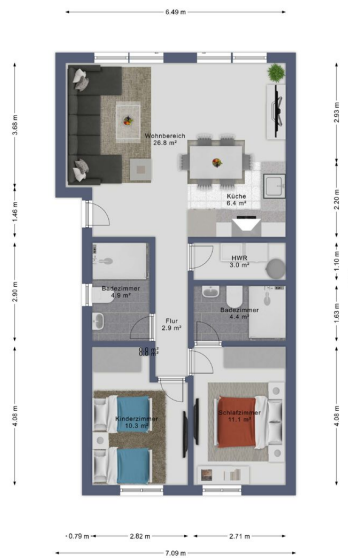 6.49 m
3.68 m
1.46 m
2.90 m
4.08 m
2.93 m
2.20 m
1.10 m
1.63 m
4.08 m
Wohnbereich
26.8 m²
Küche
6.4 m²
HWR
3.0 m²
Badezimmer
4.9 m²
Badezimmer
4.4 m²
Flur
2.9 m²
Kinderzimmer
10.3 m²
Schlafzimmer
11.1 m²
0.79 m
2.82 m
2.71 m
7.09 m